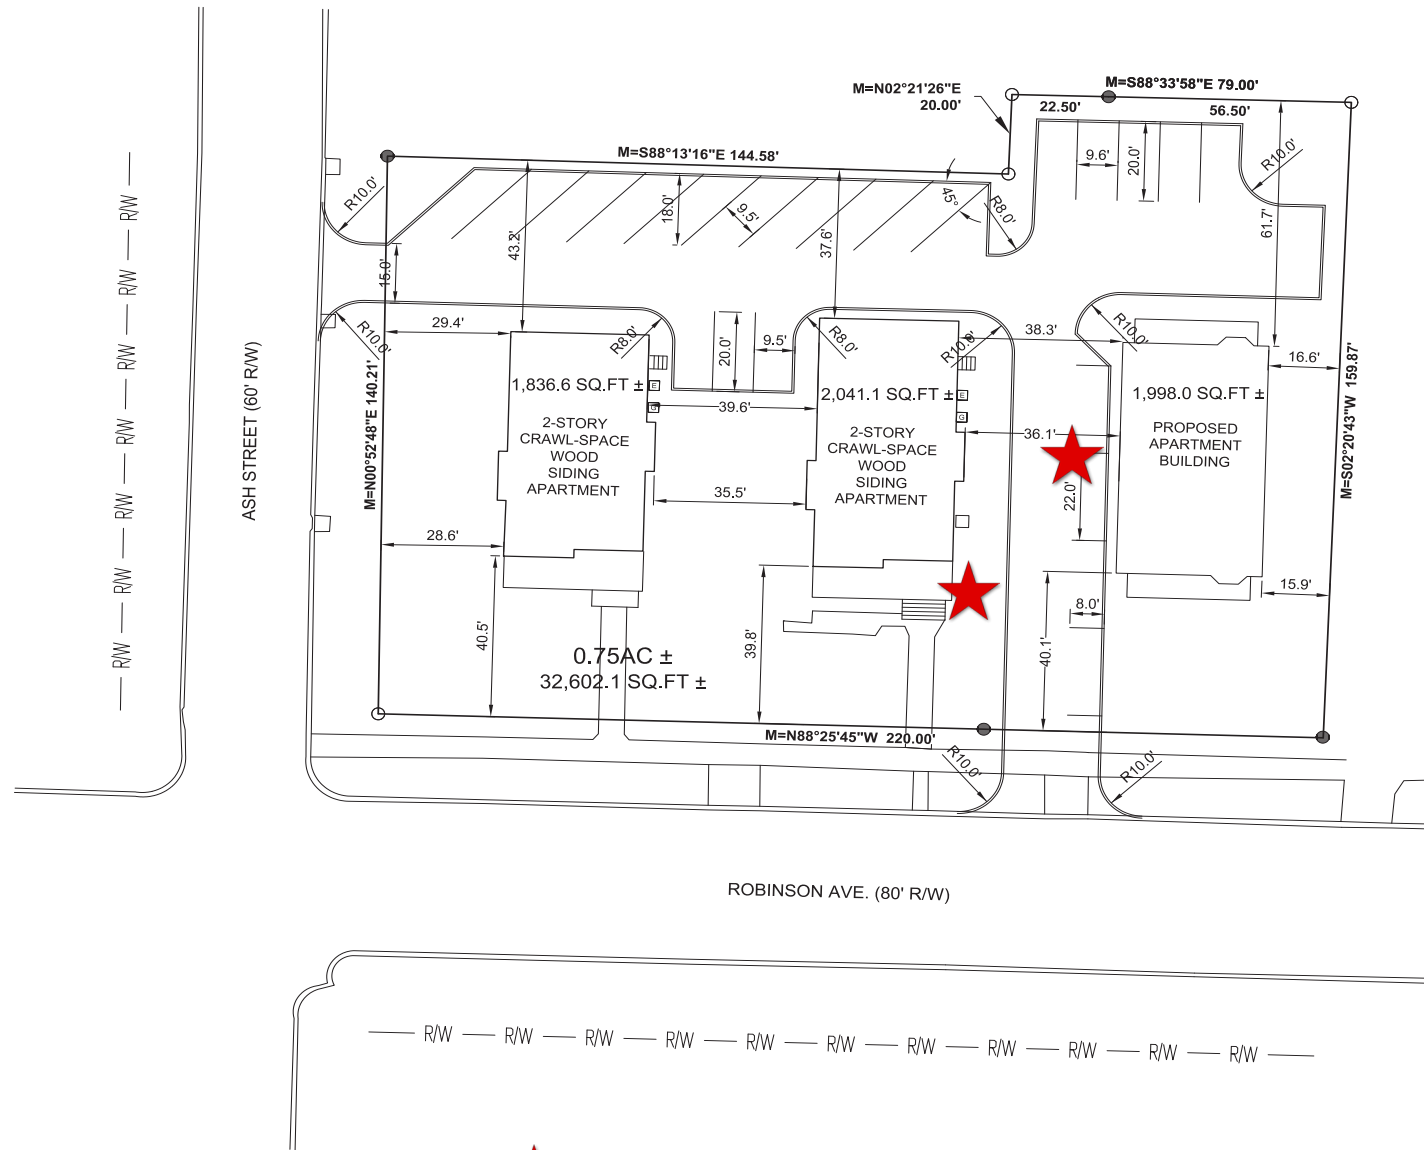 M=S88°33'58"E 79.00'
M=N02°21'26"E
20.00'
22.50'
56.50'
M=S88°13'16"E 144.58'
R10.0'
43.2'
18.0'
9.5'
37.6'
45°
R8.0'
9.6'
20.0'
R10.0'
61.7'
15.0'
29.4'
R10.0'
R8.0'
20.0'
9.5'
R8.0'
R10.0'
38.3'
R10.0'
16.6'
1,836.6 SQ.FT ±
E
G
2-STORY
CRAWL-SPACE
WOOD
SIDING
APARTMENT
39.6'
2,041.1 SQ.FT ±
E
G
2-STORY
CRAWL-SPACE
WOOD
SIDING
APARTMENT
36.1'
1,998.0 SQ.FT ±
PROPOSED
APARTMENT
BUILDING
M=N00°52'48"E 140.21'
M=S02°20'43"W 159.87'
ASH STREET (60' R/W)
R/W
R/W
R/W
R/W
R/W
R/W
R/W
35.5'
22.0'
28.6'
40.5'
39.8'
8.0'
40.1'
15.9'
0.75AC ±
32,602.1 SQ.FT ±
M=N88°25'45"W 220.00'
R10.0'
R10.0'
ROBINSON AVE. (80' R/W)
R/W R/W R/W R/W R/W R/W R/W R/W R/W R/W R/W